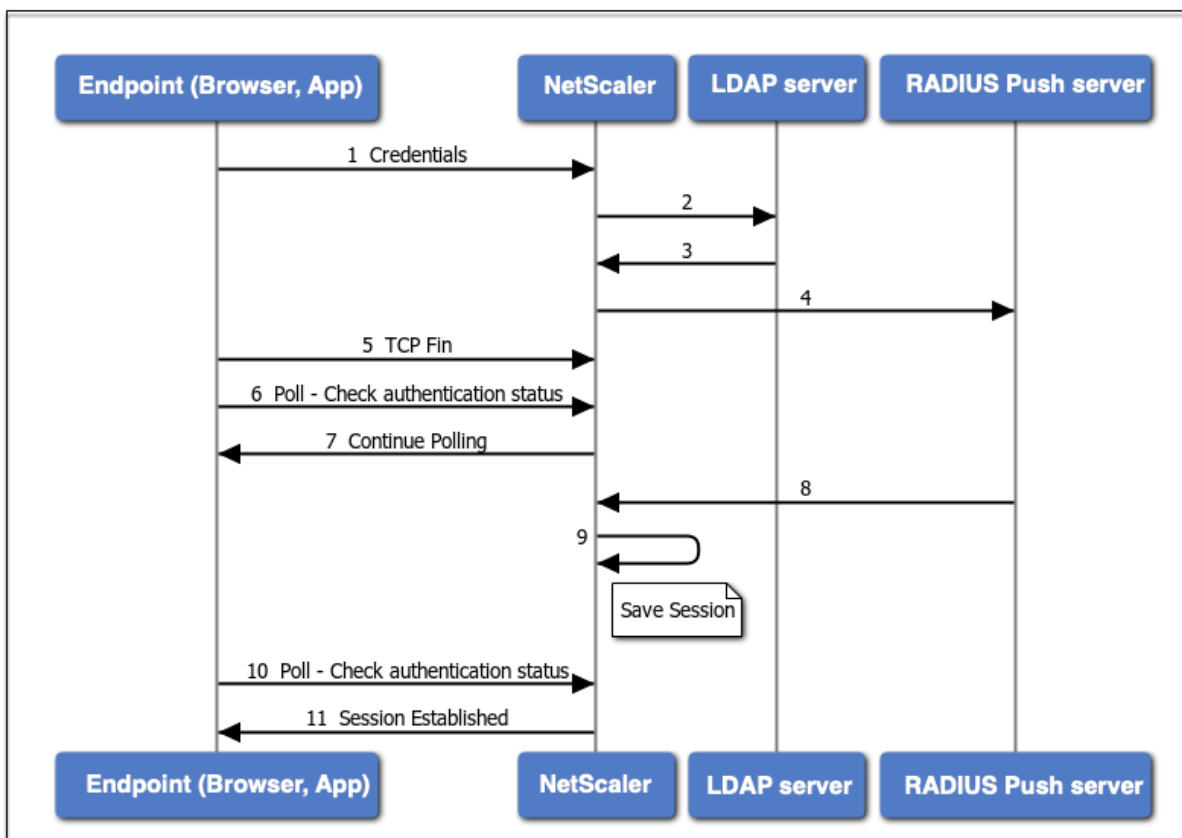 Endpoint (Browser, App)
NetScaler
LDAP server
RADIUS Push server
1 Credentials
2
3
4
5 TCP Fin
6 Poll - Check authentication status
7 Continue Polling
8
9
Save Session
10 Poll - Check authentication status
11 Session Established
Endpoint (Browser, App)
NetScaler
LDAP server
RADIUS Push server